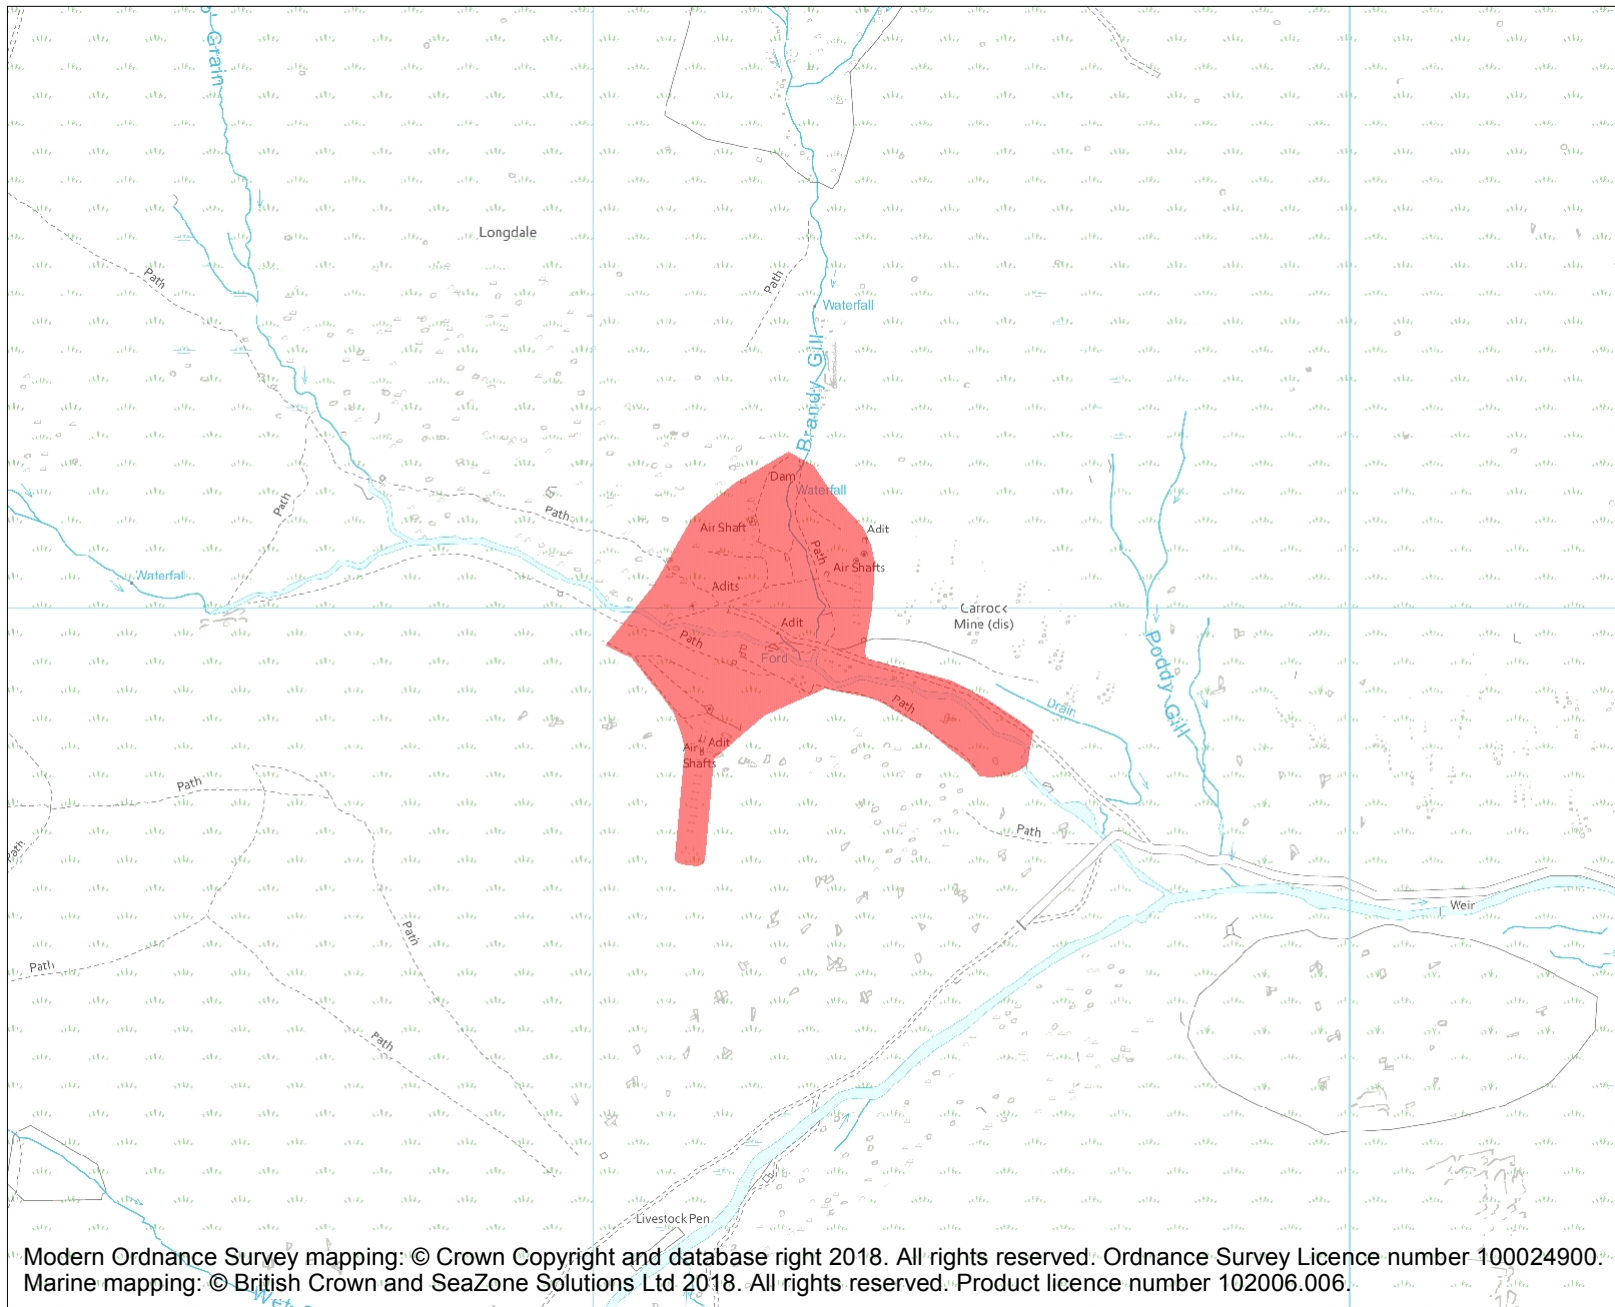 Grain
Longdale
Path
Path
Waterfall
Brandy Gill
Dam
Waterfall
Path
Path
Air Shaft
Adit
Path
Air Shafts
Waterfall
Adits
Carrock
Mine (dis)
Adit
Path
Ford
Poddy Gill
Path
Drain
Air
Shafts
Adit
Path
Path
Path
Weir
Path
Path
Path
Livestock Pen
Modern Ordnance Survey mapping: © Crown Copyright and database right 2018. All rights reserved. Ordnance Survey Licence number 100024900.
Marine mapping: © British Crown and SeaZone Solutions Ltd 2018. All rights reserved. Product licence number 102006.006.